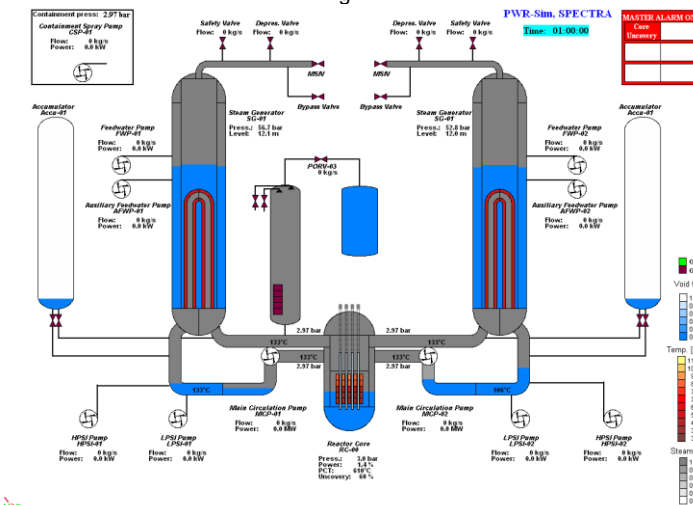 Containment press: 2.97 bar
Containment Spray Pump
CSP-01
Flow: 0 kg/s
Power: 0.0 kW
Safety Valve
Flow: 0 kg/s
Depres. Valve
Flow: 0 kg/s
MSIV
Bypass Valve
Depres. Valve
Flow: 0 kg/s
Safety Valve
Flow: 0 kg/s
MSIV
Bypass Valve
PWR-Sim, SPECTRA
Time: 01:00:00
MASTER ALARM ON
Core
Uncovery
Accumulator
Accu-01
Feedwater Pump
FWP-01
Flow: 0 kg/s
Power: 0.0 kW
Auxiliary Feedwater Pump
AFWP-01
Flow: 0 kg/s
Power: 0.0 kW
Steam Generator
SG-01
Press.: 56.2 bar
Level: 12.1 m
PORV-03
0 kg/s
Steam Generator
SG-01
Press.: 52.8 bar
Level: 12.0 m
Feedwater Pump
FWP-02
Flow: 0 kg/s
Power: 0.0 kW
Auxiliary Feedwater Pump
AFWP-02
Flow: 0 kg/s
Power: 0.0 kW
Accumulator
Accu-01
2.97 bar
133°C
133°C
2.97 bar
133°C
2.97 bar
133°C
133°C
2.97 bar
106°C
Main Circulation Pump
MCP-01
Flow: 0 kg/s
Power: 0.0 MW
Main Circulation Pump
MCP-02
Flow: 0 kg/s
Power: 0.0 MW
HPSI Pump
HPSI-01
Flow: 0 kg/s
Power: 0.0 kW
LPSI Pump
LPSI-01
Flow: 0 kg/s
Power: 0.0 kW
Reactor Core
RC-00
Press.: 3.0 bar
Power: 1.4 %
PCT: 610°C
Uncovery: 60 %
LPSI Pump
LPSI-02
Flow: 0 kg/s
Power: 0.0 kW
HPSI Pump
HPSI-02
Flow: 0 kg/s
Power: 0.0 kW
Void
Temp. [
Steam